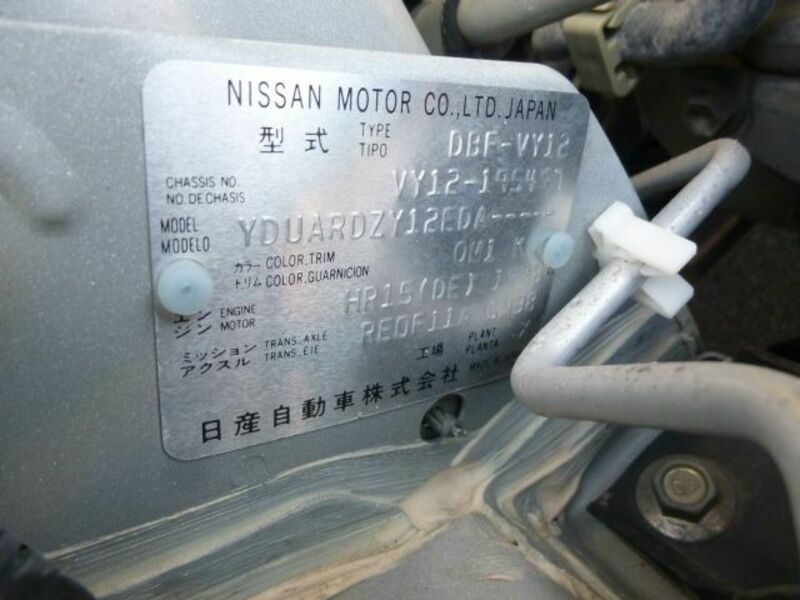 NISSAN MOTOR CO.,LTD. JAPAN
型式 TYPE TIPO DBF-VY12
CHASSIS NO. NO. DE CHASIS
MODEL MODELO YDUARDZY12EDA-----
カラー COLOR, TRIM
トリム COLOR, GUARNICION
エンジン ENGINE MOTOR HR15(DE)
ミッション アクスル TRANS., AXLE TRANS., EJE RE0F11A
工場 PLANT PLANTA X
日産自動車株式会社 MADE IN